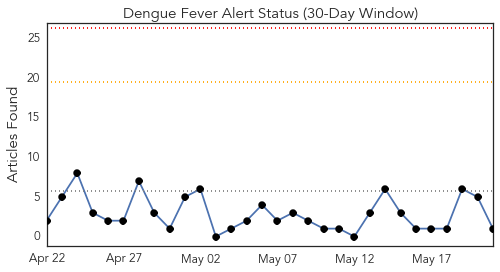 Dengue Fever Alert Status (30-Day Window)
Articles Found
25
20
15
10
5
0
Apr 22
Apr 27
May 02
May 07
May 12
May 17